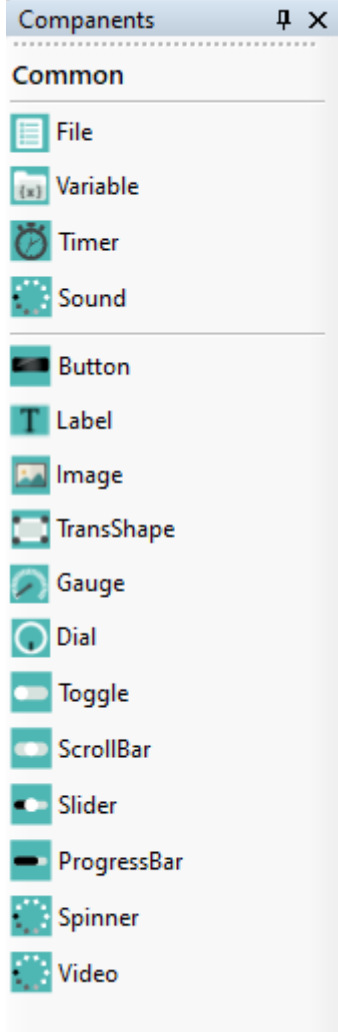 Companents
Common
File
{x} Variable
Timer
Sound
Button
T Label
Image
TransShape
Gauge
Dial
Toggle
ScrollBar
Slider
ProgressBar
Spinner
Video